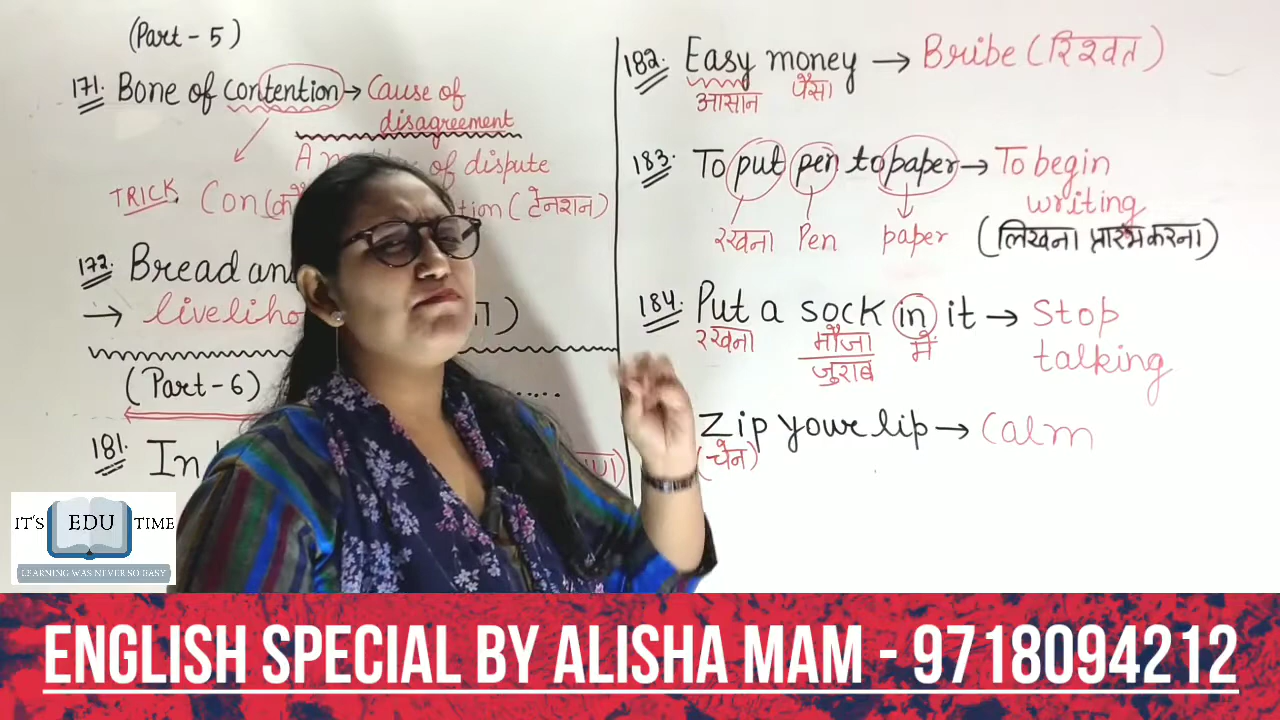 (Part - 5)
171. Bone of contention → Cause of
disagreement
A of dispute
TRICK. Con tion (टेनशन)
172. Bread and
→
(Part-6) .....
181. In
182. Easy money → Bribe (रिश्वत)
आसान पैसा
183. To put pen to paper → To begin
writing
रखना Pen paper (लिखना प्रारंभ करना)
184. Put a sock in it → Stop
talking
रखना मौजा में
जुराब
Zip your lip → Calm
(चेन)
IT'S EDU TIME
LEARNING WAS NEVER SO EASY
ENGLISH SPECIAL BY ALISHA MAM - 9718094212